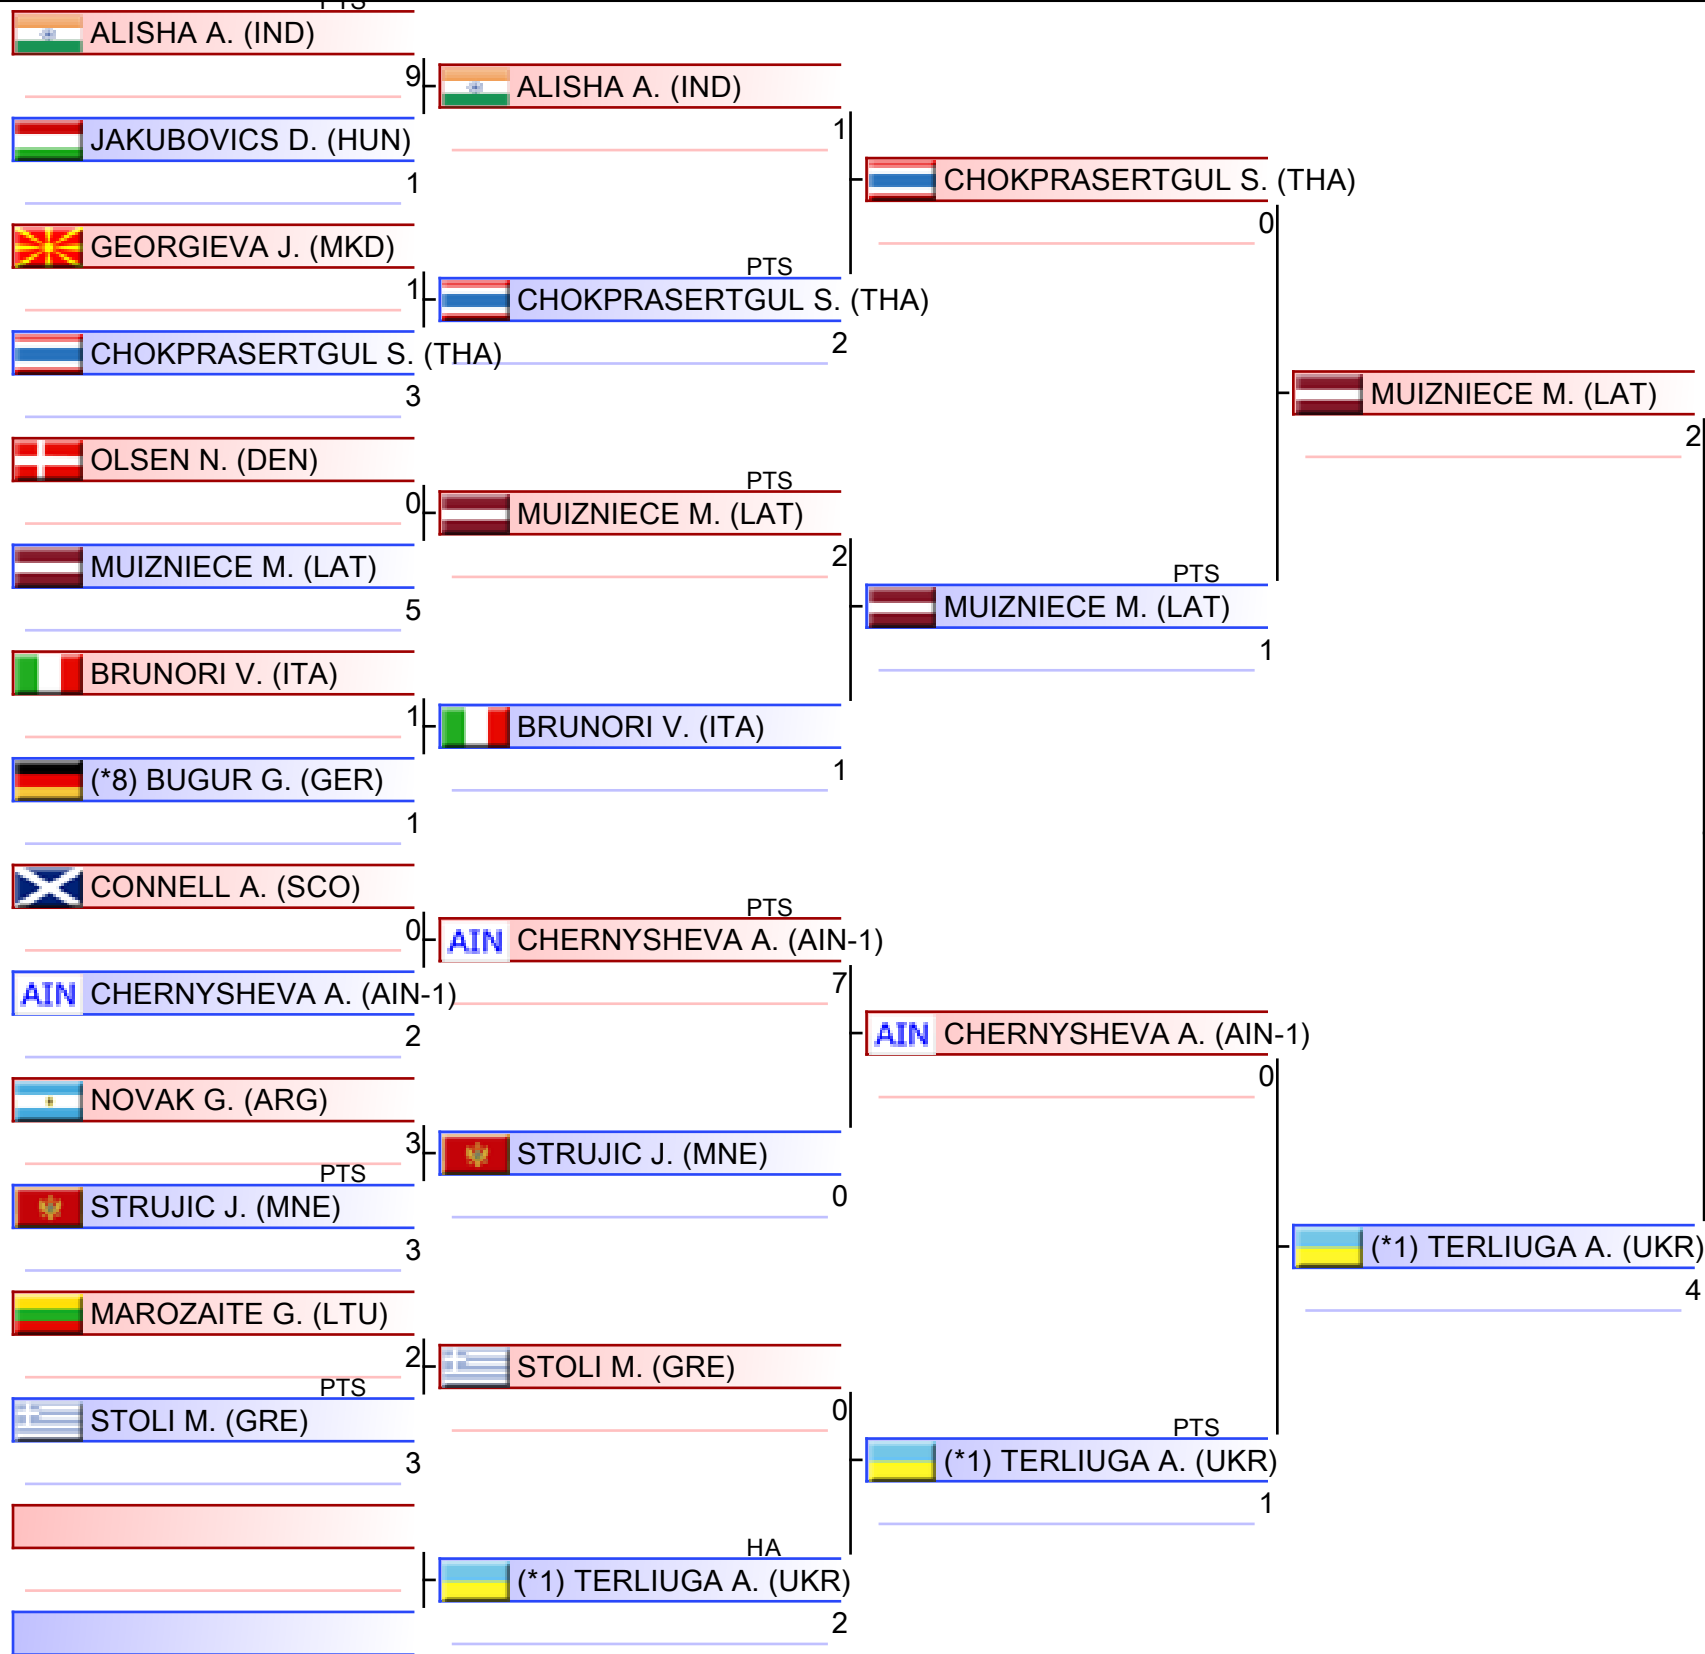 PTS
ALISHA A. (IND)
9
JAKUBOVICS D. (HUN)
1
GEORGIEVA J. (MKD)
1
CHOKPRASERTGUL S. (THA)
3
OLSEN N. (DEN)
0
MUIZNIECE M. (LAT)
5
BRUNORI V. (ITA)
1
(*8) BUGUR G. (GER)
1
CONNELL A. (SCO)
0
AIN CHERNYSHEVA A. (AIN-1)
2
NOVAK G. (ARG)
3
PTS
STRUJIC J. (MNE)
3
MAROZAITE G. (LTU)
2
PTS
STOLI M. (GRE)
3
ALISHA A. (IND)
1
PTS
CHOKPRASERTGUL S. (THA)
2
PTS
MUIZNIECE M. (LAT)
2
BRUNORI V. (ITA)
1
PTS
AIN CHERNYSHEVA A. (AIN-1)
7
STRUJIC J. (MNE)
0
STOLI M. (GRE)
0
HA
(*1) TERLIUGA A. (UKR)
2
CHOKPRASERTGUL S. (THA)
0
PTS
MUIZNIECE M. (LAT)
1
AIN CHERNYSHEVA A. (AIN-1)
0
PTS
(*1) TERLIUGA A. (UKR)
1
MUIZNIECE M. (LAT)
2
(*1) TERLIUGA A. (UKR)
4